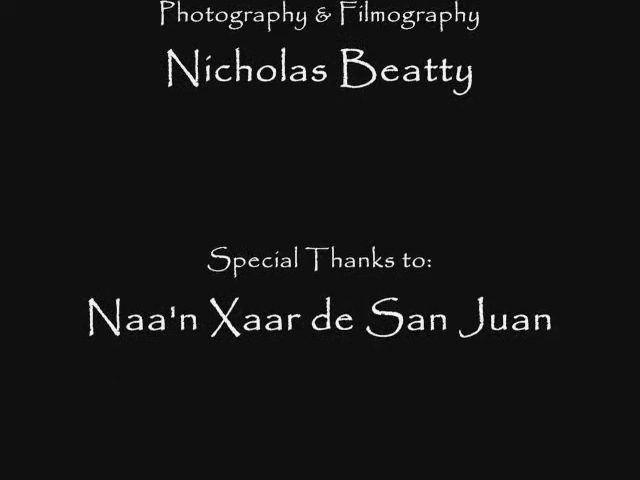 Photography & Filmography
Nicholas Beatty
Special Thanks to:
Naa'n Xaar de San Juan